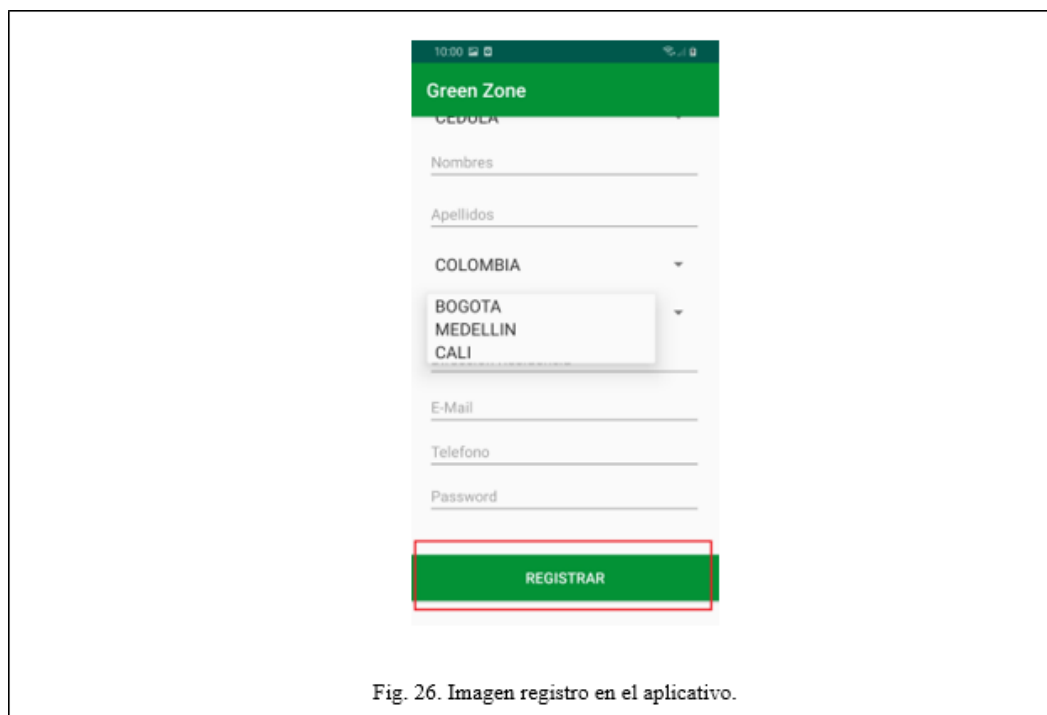 10:00
Green Zone
CEDULA
Nombres
Apellidos
COLOMBIA
BOGOTA
MEDELLIN
CALI
E-Mail
Telefono
Password
REGISTRAR
Fig. 26. Imagen registro en el aplicativo.